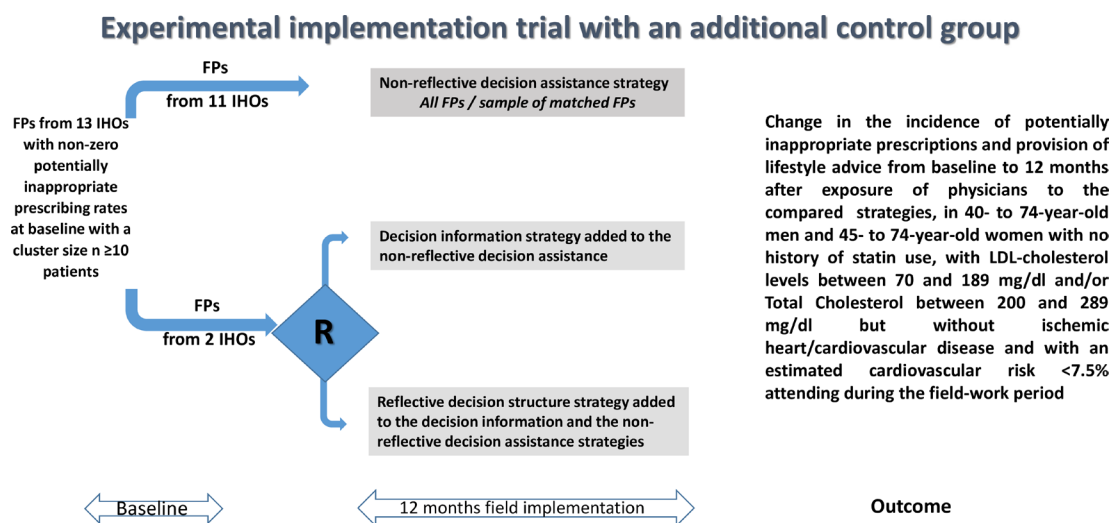 Experimental implementation trial with an additional control group
FPs
from 11 IHOs
Non-reflective decision assistance strategy
All FPs / sample of matched FPs
FPs from 13 IHOs
with non-zero
potentially
inappropriate
prescribing rates
at baseline with a
cluster size n ≥10
patients
Decision information strategy added to the
non-reflective decision assistance
FPs
from 2 IHOs
R
Reflective decision structure strategy added
to the decision information and the non-
reflective decision assistance strategies
Change in the incidence of potentially
inappropriate prescriptions and provision of
lifestyle advice from baseline to 12 months
after exposure of physicians to the
compared strategies, in 40- to 74-year-old
men and 45- to 74-year-old women with no
history of statin use, with LDL-cholesterol
levels between 70 and 189 mg/dl and/or
Total Cholesterol between 200 and 289
mg/dl but without ischemic
heart/cardiovascular disease and with an
estimated cardiovascular risk <7.5%
attending during the field-work period
Baseline
12 months field implementation
Outcome